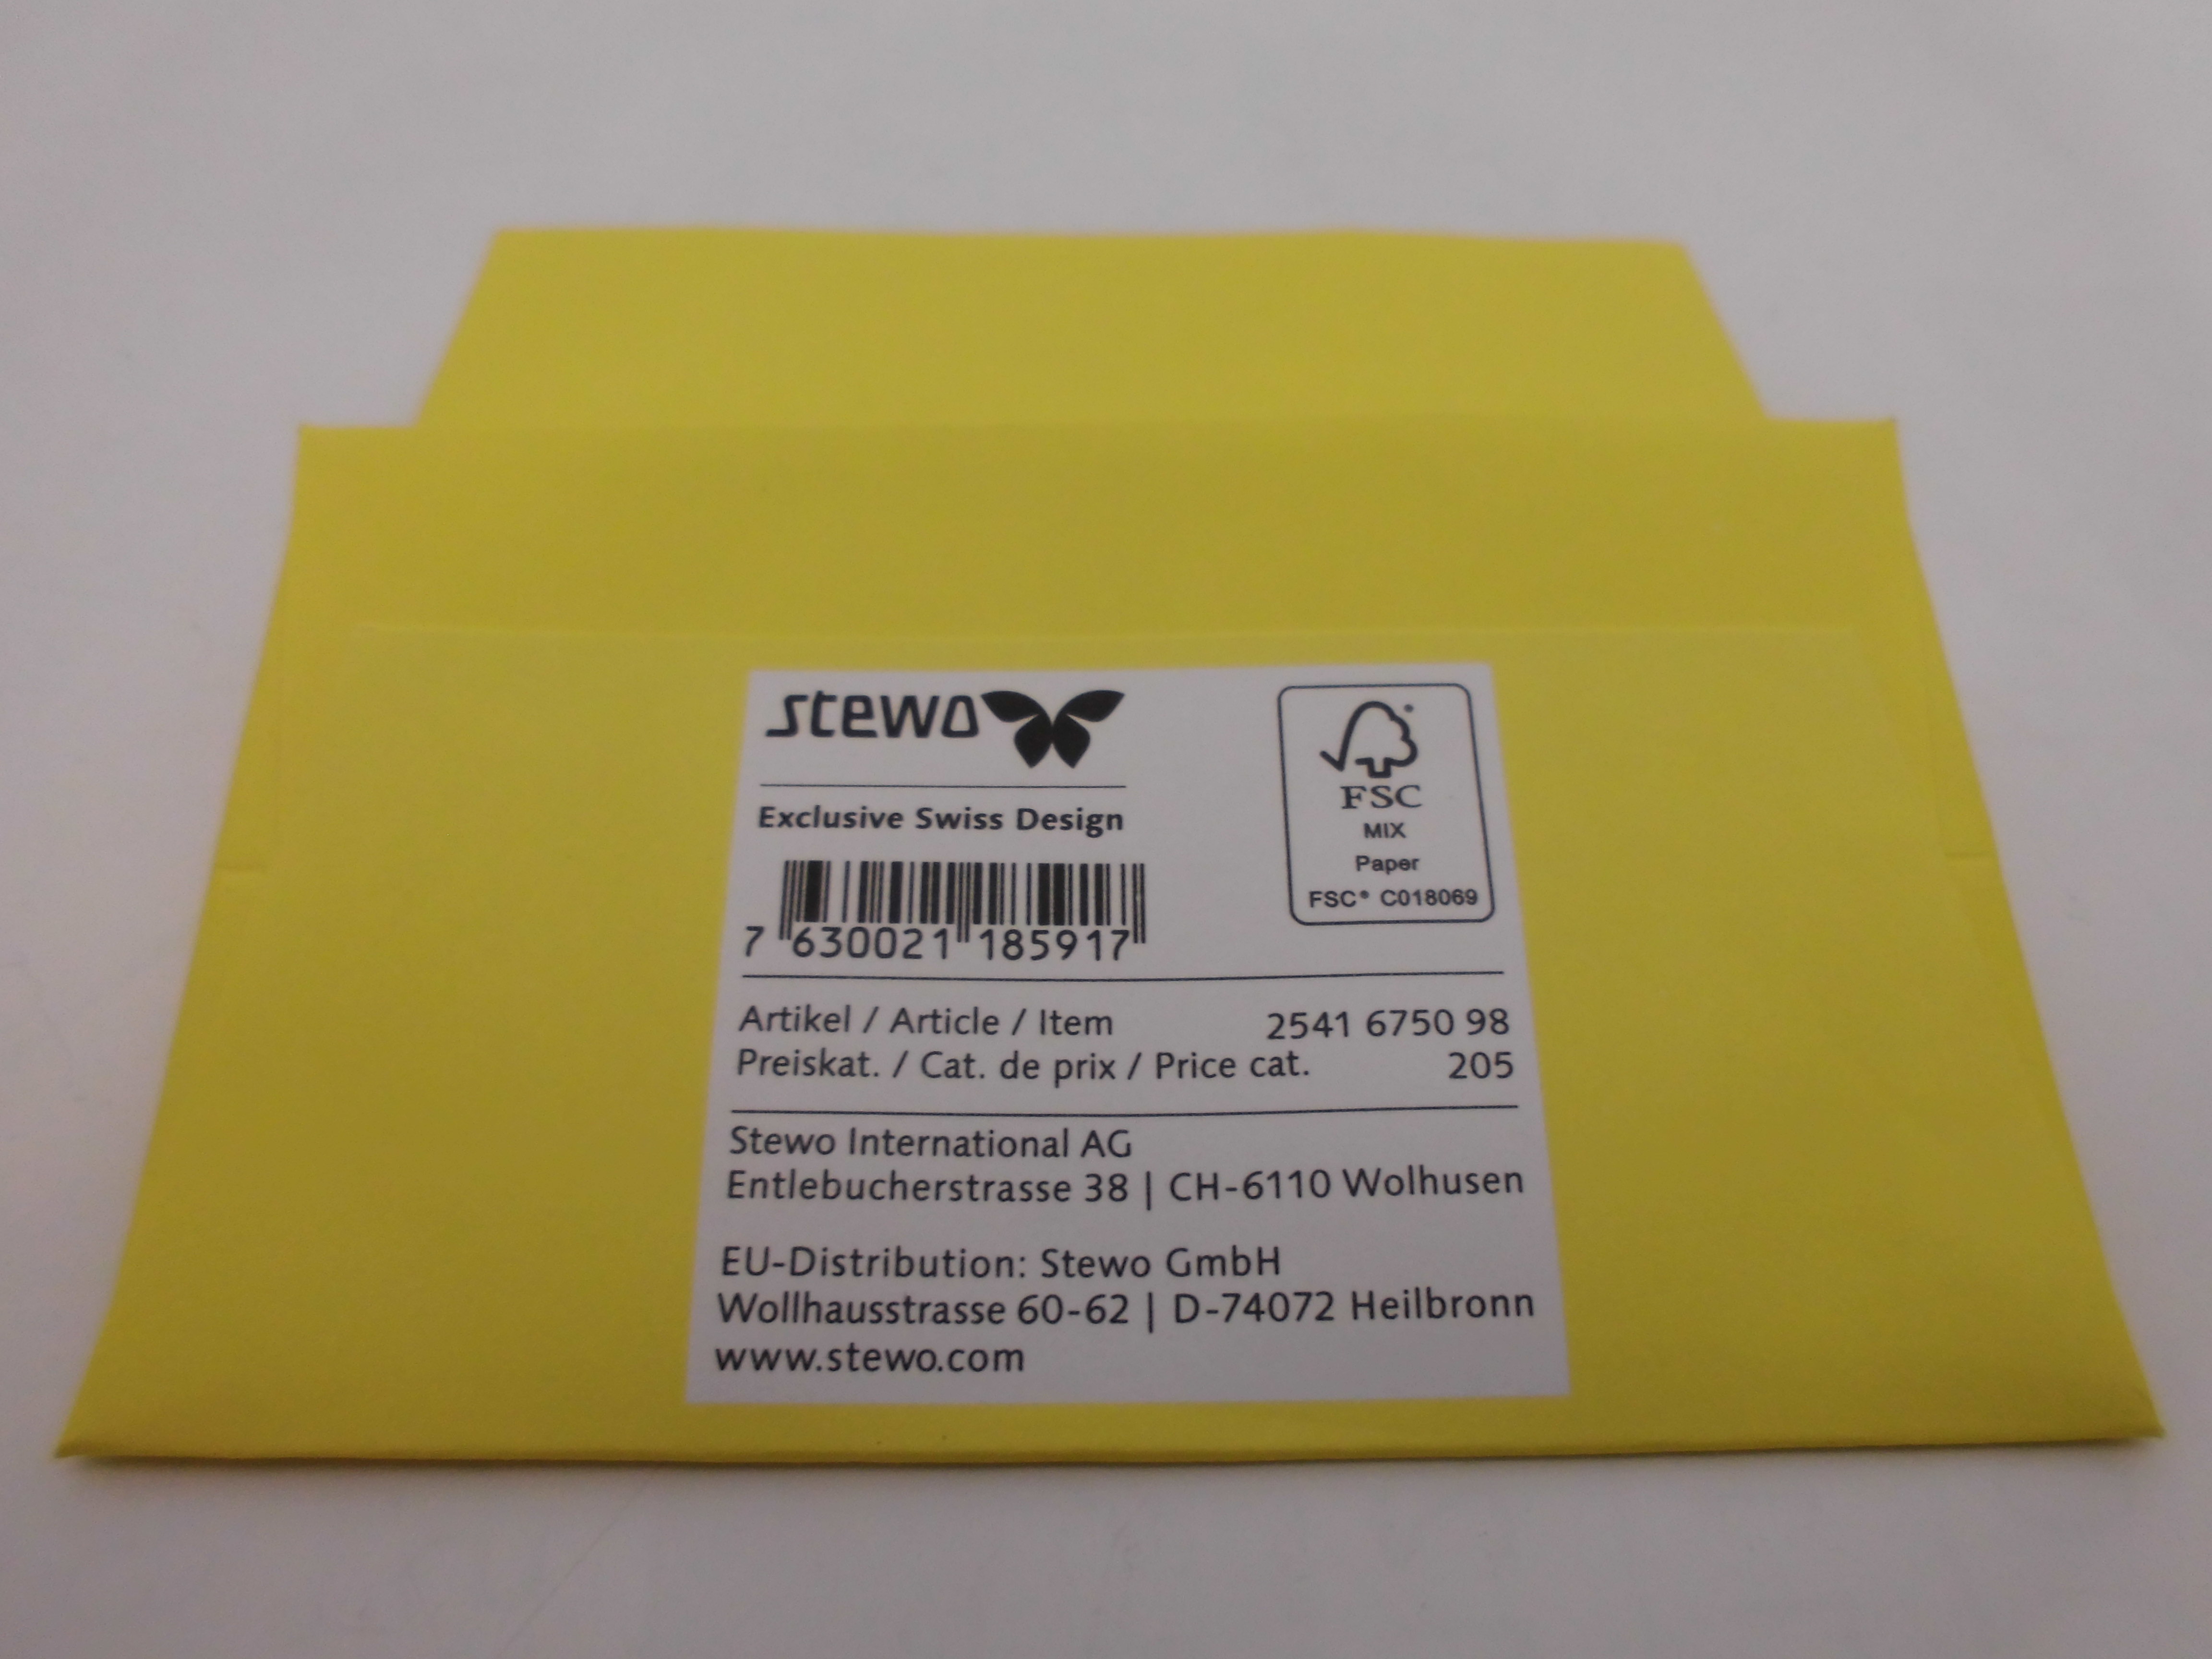 stewo
Exclusive Swiss Design
7 630021 185917
FSC
MIX
Paper
FSC® C018069
Artikel / Article / Item 2541 6750 98
Preiskat. / Cat. de prix / Price cat. 205
Stewo International AG
Entlebucherstrasse 38 | CH-6110 Wolhusen
EU-Distribution: Stewo GmbH
Wollhausstrasse 60-62 | D-74072 Heilbronn
www.stewo.com